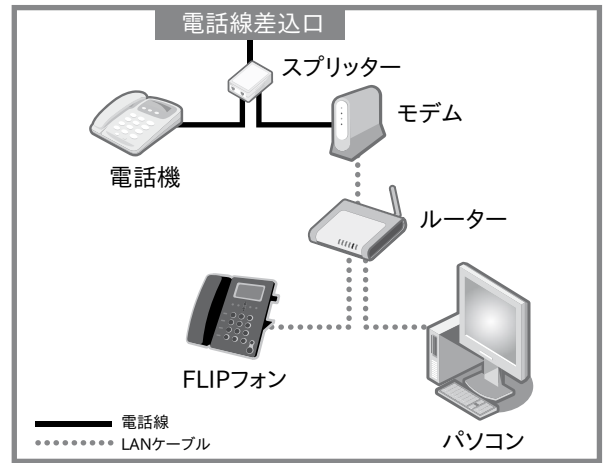 電話線差込口
スプリッター
モデム
電話機
ルーター
FLIPフォン
パソコン
電話線
LANケーブル